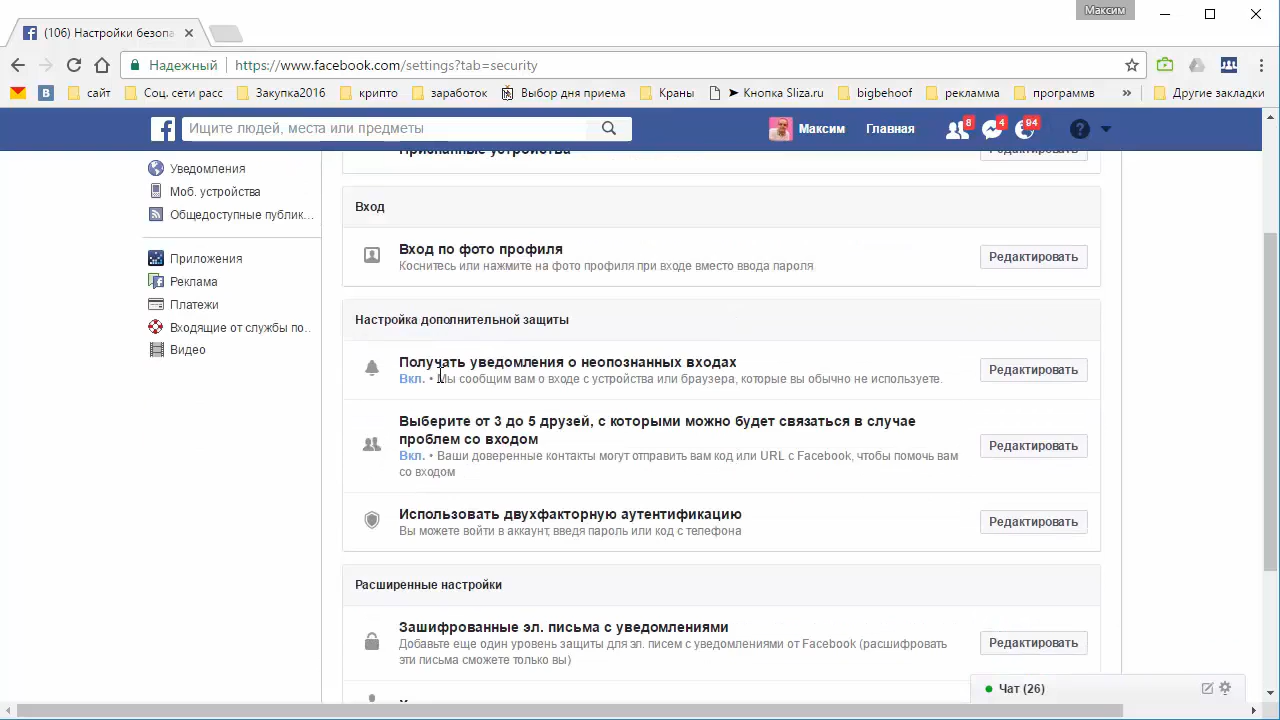 Максим
(106) Настройки безопа
Надежный https://www.facebook.com/settings?tab=security
сайт Соц. сети расс Закупка2016 крипто заработок Выбор дня приема Краны ➤ Кнопка Sliza.ru bigbehoof рекламма программ » Другие закладки
Ищите людей, места или предметы Максим Главная 8 4 94
Признанные устройства Редактировать
Уведомления
Моб. устройства
Общедоступные публик...
Приложения
Реклама
Платежи
Входящие от службы по..
Видео
Вход
Вход по фото профиля
Коснитесь или нажмите на фото профиля при входе вместо ввода пароля
Редактировать
Настройка дополнительной защиты
Получать уведомления о неопознанных входах
Вкл. • Мы сообщим вам о входе с устройства или браузера, которые вы обычно не используете.
Редактировать
Выберите от 3 до 5 друзей, с которыми можно будет связаться в случае
проблем со входом
Вкл. • Ваши доверенные контакты могут отправить вам код или URL с Facebook, чтобы помочь вам
со входом
Редактировать
Использовать двухфакторную аутентификацию
Вы можете войти в аккаунт, введя пароль или код с телефона
Редактировать
Расширенные настройки
Зашифрованные эл. письма с уведомлениями
Добавьте еще один уровень защиты для эл. писем с уведомлениями от Facebook (расшифровать
эти письма сможете только вы)
Редактировать
Чат (26)